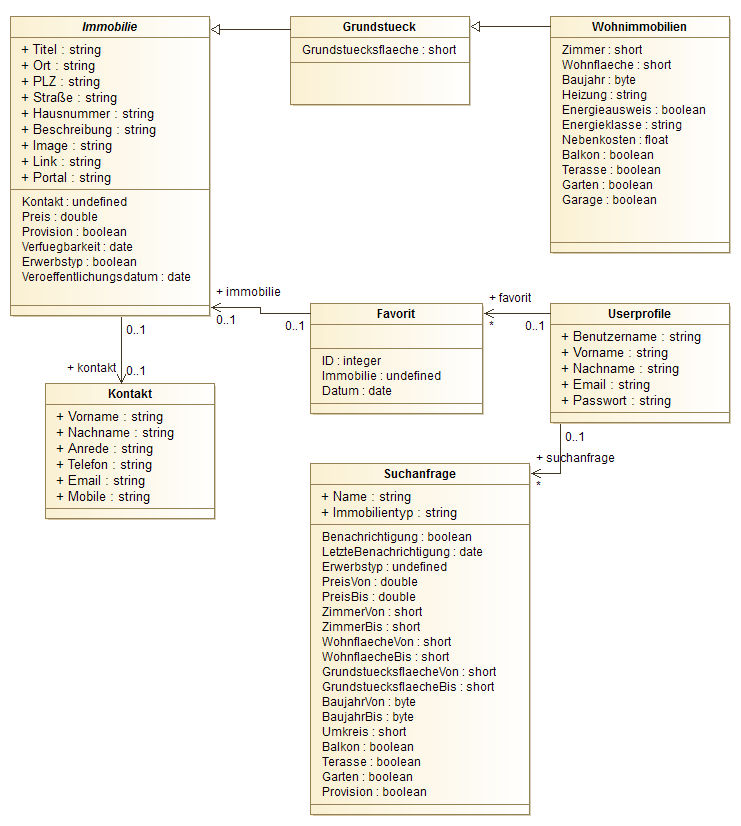 Immobilie
+ Titel : string
+ Ort : string
+ PLZ : string
+ Straße : string
+ Hausnummer : string
+ Beschreibung : string
+ Image : string
+ Link : string
+ Portal : string
Kontakt : undefined
Preis : double
Provision : boolean
Verfuegbarkeit : date
Erwerbstyp : boolean
Veroeffentlichungsdatum : date
Grundstueck
Grundstuecksflaeche : short
Wohnimmobilien
Zimmer : short
Wohnflaeche : short
Baujahr : byte
Heizung : string
Energieausweis : boolean
Energieklasse : string
Nebenkosten : float
Balkon : boolean
Terasse : boolean
Garten : boolean
Garage : boolean
+ immobilie
0..1
0..1
Favorit
ID : integer
Immobilie : undefined
Datum : date
+ favorit
*
0..1
Userprofile
+ Benutzername : string
+ Vorname : string
+ Nachname : string
+ Email : string
+ Passwort : string
0..1
+ kontakt
0..1
Kontakt
+ Vorname : string
+ Nachname : string
+ Anrede : string
+ Telefon : string
+ Email : string
+ Mobile : string
0..1
+ suchanfrage
*
Suchanfrage
+ Name : string
+ Immobilientyp : string
Benachrichtigung : boolean
LetzteBenachrichtigung : date
Erwerbstyp : undefined
PreisVon : double
PreisBis : double
ZimmerVon : short
ZimmerBis : short
WohnflaecheVon : short
WohnflaecheBis : short
GrundstuecksflaecheVon : short
GrundstuecksflaecheBis : short
BaujahrVon : byte
BaujahrBis : byte
Umkreis : short
Balkon : boolean
Terasse : boolean
Garten : boolean
Provision : boolean